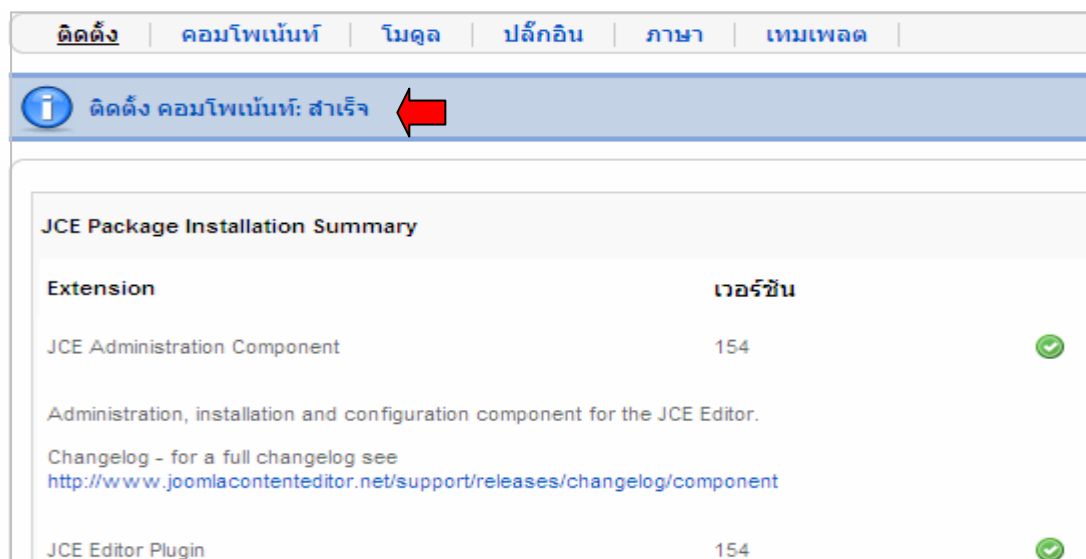 ติดตั้ง คอมโพเน้นท์ โมดูล ปลั๊กอิน ภาษา เทมเพลต
ติดตั้ง คอมโพเน้นท์: สำเร็จ
JCE Package Installation Summary
Extension เวอร์ชัน
JCE Administration Component 154
Administration, installation and configuration component for the JCE Editor.
Changelog - for a full changelog see
http://www.joomlacontenteditor.net/support/releases/changelog/component
JCE Editor Plugin 154